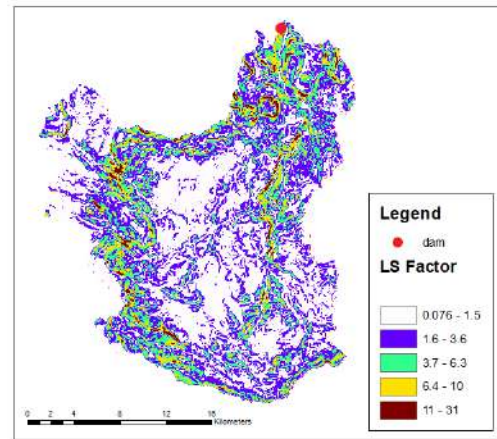 Legend
dam
LS Factor
0.076 - 1.5
1.6 - 3.6
3.7 - 6.3
6.4 - 10
11 - 31
0 2 4 8 12 16
Kilometers